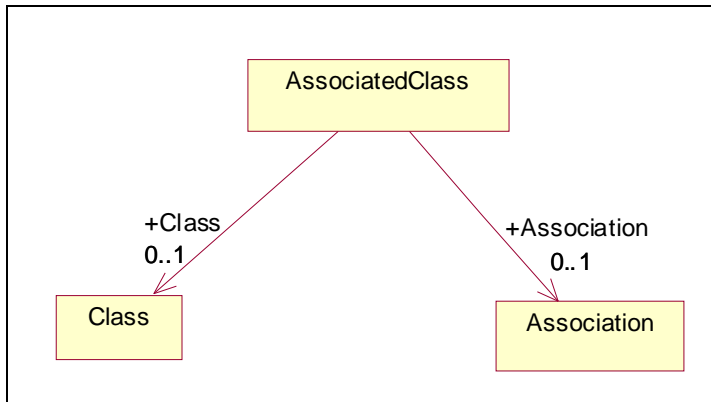 AssociatedClass
+Class
0..1
+Association
0..1
Class
Association